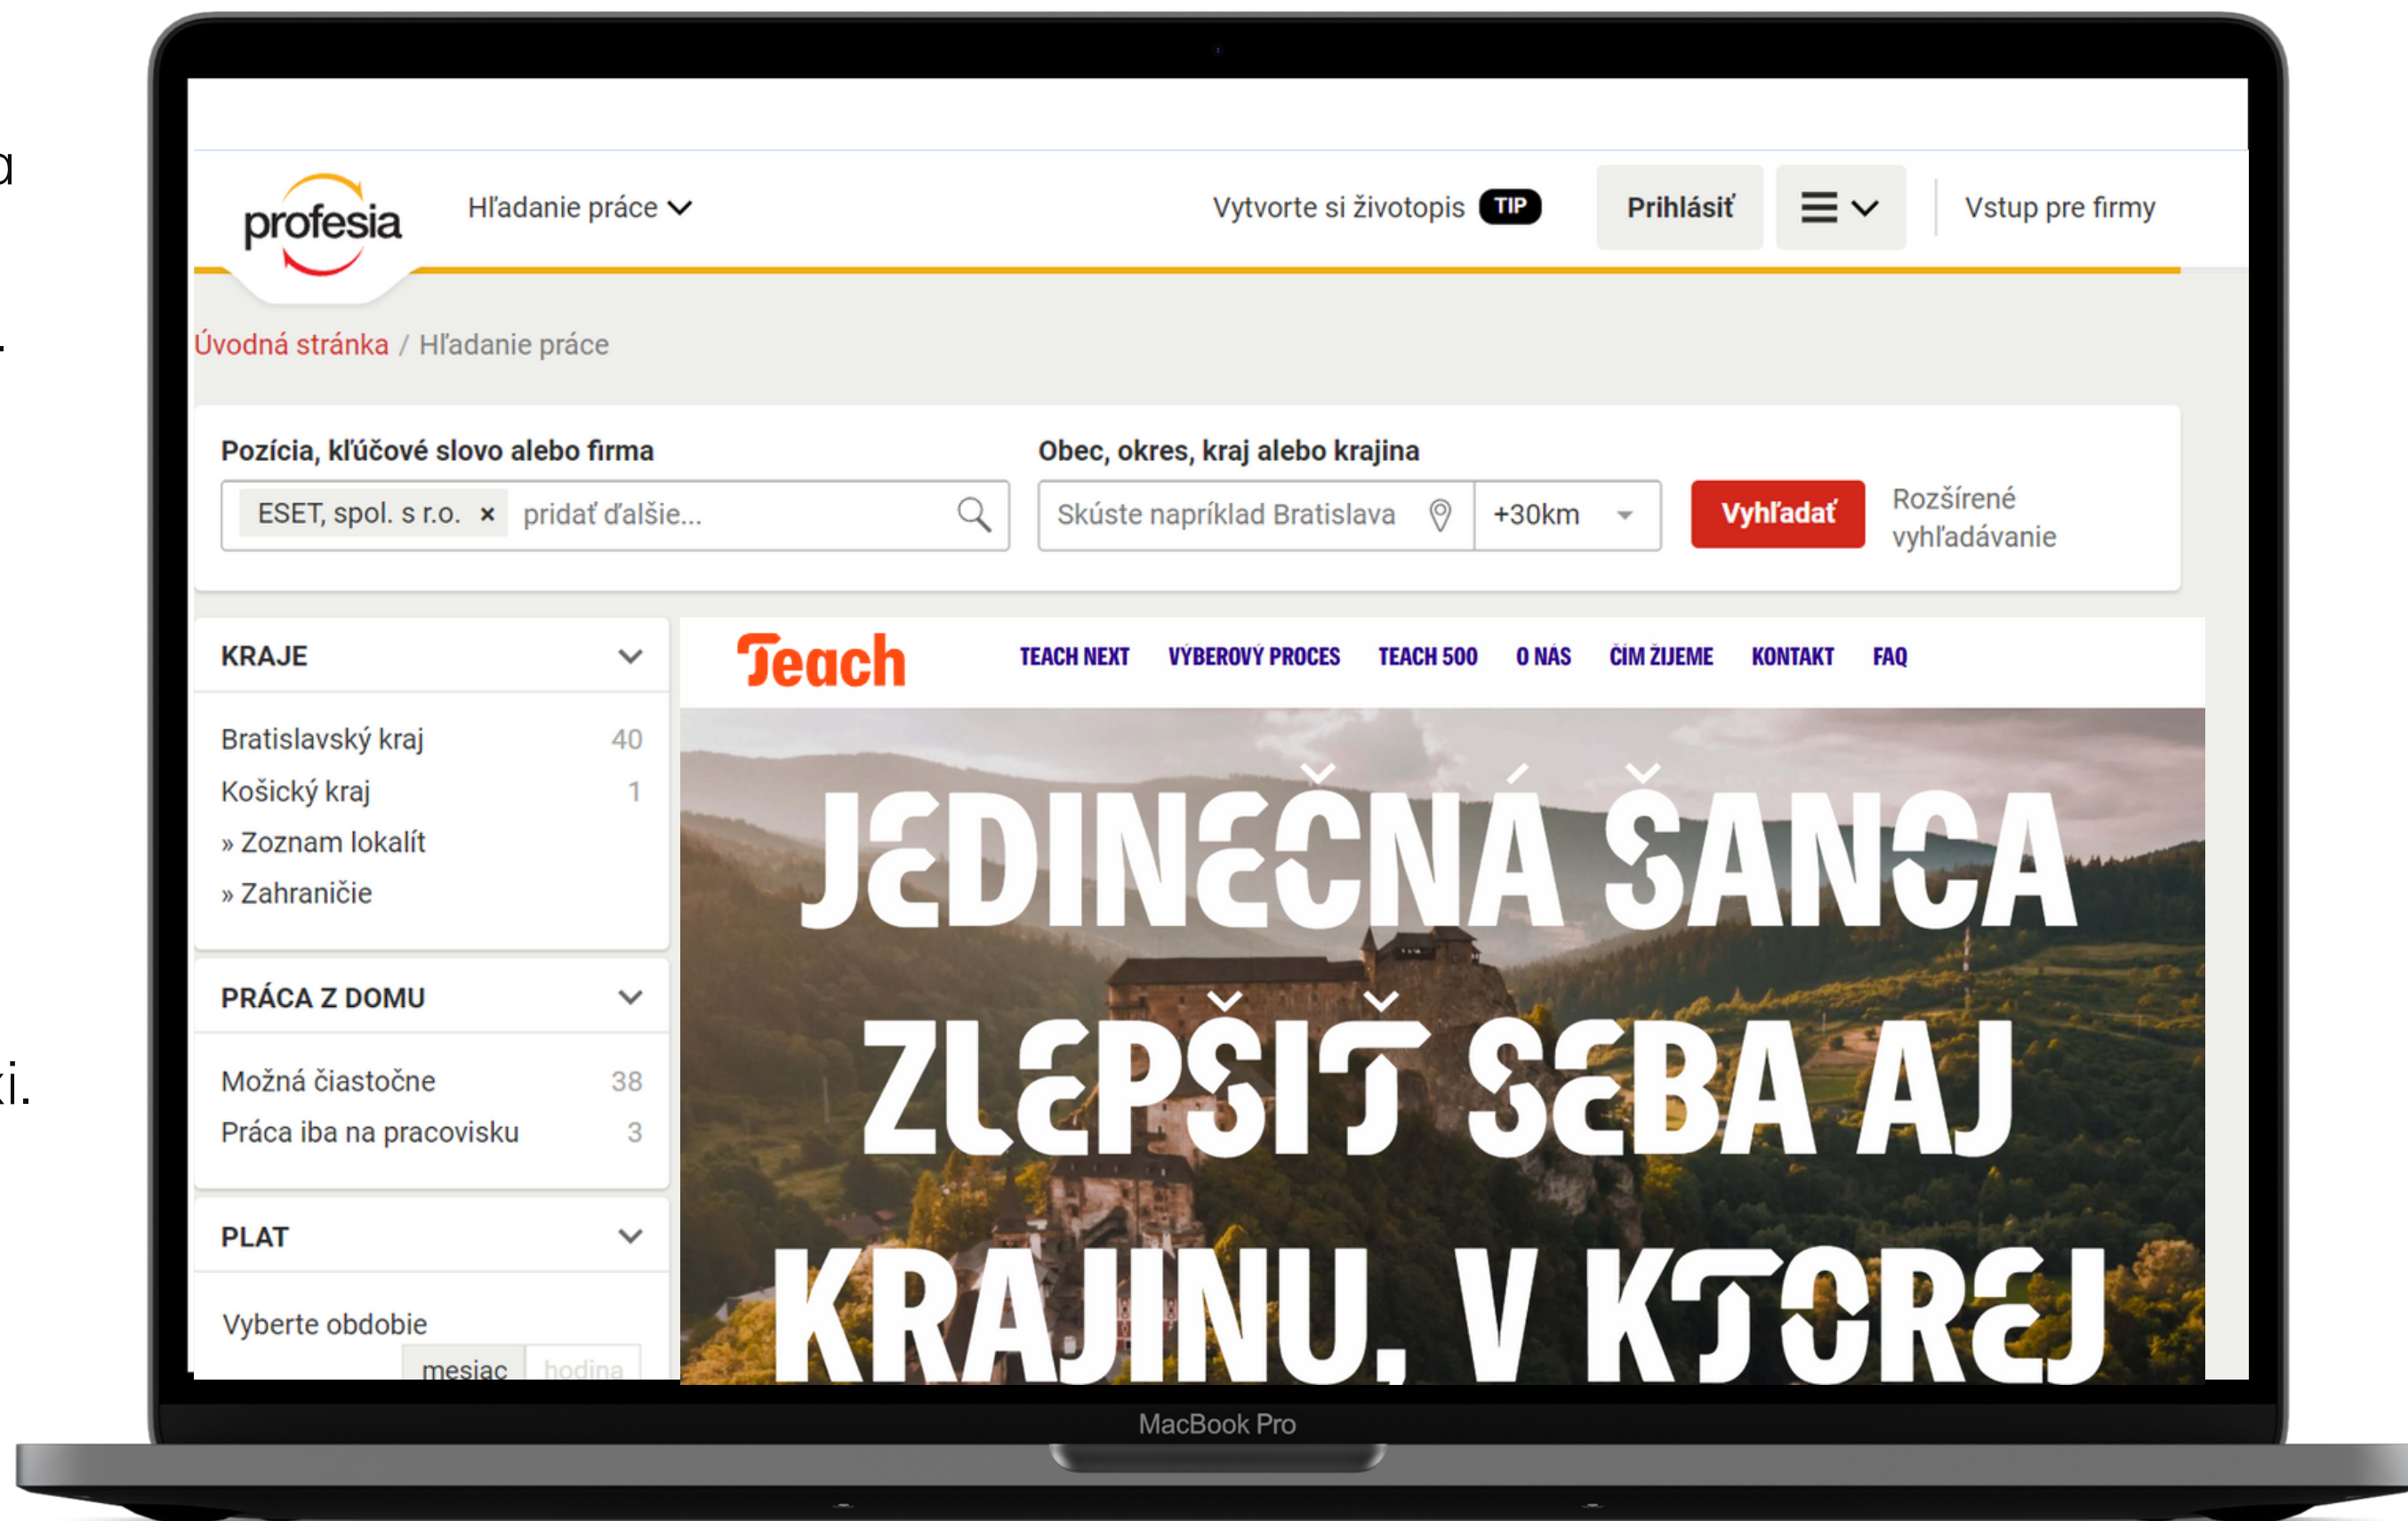 profesia
Hľadanie práce
Vytvorte si životopis TIP
Prihlásiť
Vstup pre firmy
Úvodná stránka / Hľadanie práce
Pozícia, kľúčové slovo alebo firma
ESET, spol. s r.o. × pridať ďalšie...
Obec, okres, kraj alebo krajina
Skúste napríklad Bratislava
+30km
Vyhľadať
Rozšírené
vyhľadávanie
KRAJE
Bratislavský kraj 40
Košický kraj 1
» Zoznam lokalít
» Zahraničie
PRÁCA Z DOMU
Možná čiastočne 38
Práca iba na pracovisku 3
PLAT
Vyberte obdobie
mesiac hodina
Teach
TEACH NEXT VÝBEROVÝ PROCES TEACH 500 O NÁS ČÍM ŽIJEME KONTAKT FAQ
JEDINEČNÁ ŠANCA
ZLEPŠIŤ SEBA AJ
KRAJINU, V KTOREJ
MacBook Pro